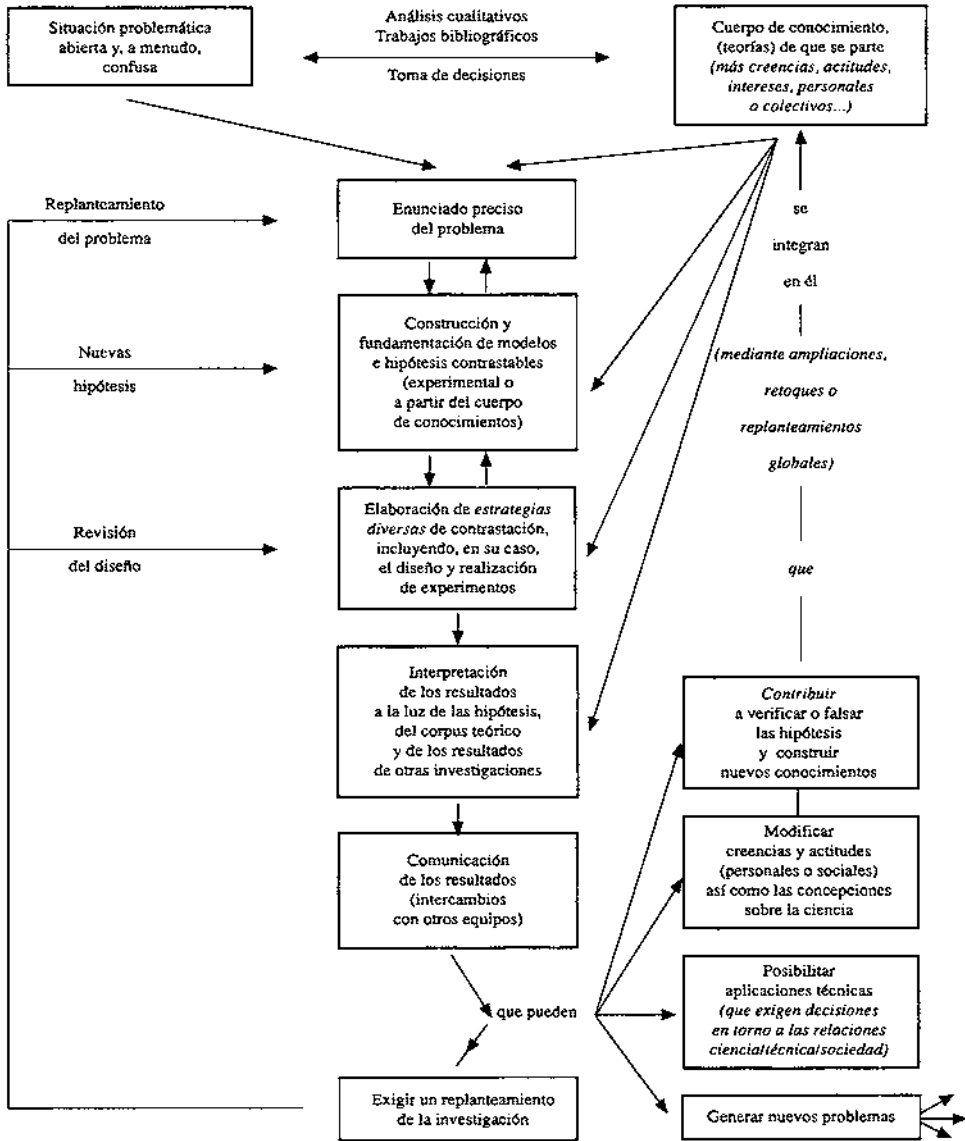 Situación problemática
abierta y, a menudo,
confusa
Análisis cualitativos
Trabajos bibliográficos
Toma de decisiones
Cuerpo de conocimiento,
(teorías) de que se parte
(más creencias, actitudes,
intereses, personales
o colectivos...)
Replanteamiento
del problema
Enunciado preciso
del problema
se
integran
en él
Nuevas
hipótesis
Construcción y
fundamentación de modelos
e hipótesis contrastables
(experimental o
a partir del cuerpo
de conocimientos)
(mediante ampliaciones,
retoques o
replanteamientos
globales)
Revisión
del diseño
Elaboración de estrategias
diversas de contrastación,
incluyendo, en su caso,
el diseño y realización
de experimentos
que
Interpretación
de los resultados
a la luz de las hipótesis,
del corpus teórico
y de los resultados
de otras investigaciones
Contribuir
a verificar o falsar
las hipótesis
y construir
nuevos conocimientos
Comunicación
de los resultados
(intercambios
con otros equipos)
Modificar
creencias y actitudes
(personales o sociales)
así como las concepciones
sobre la ciencia
que pueden
Posibilitar
aplicaciones técnicas
(que exigen decisiones
en torno a las relaciones
ciencia/técnica/sociedad)
Exigir un replanteamiento
de la investigación
Generar nuevos problemas